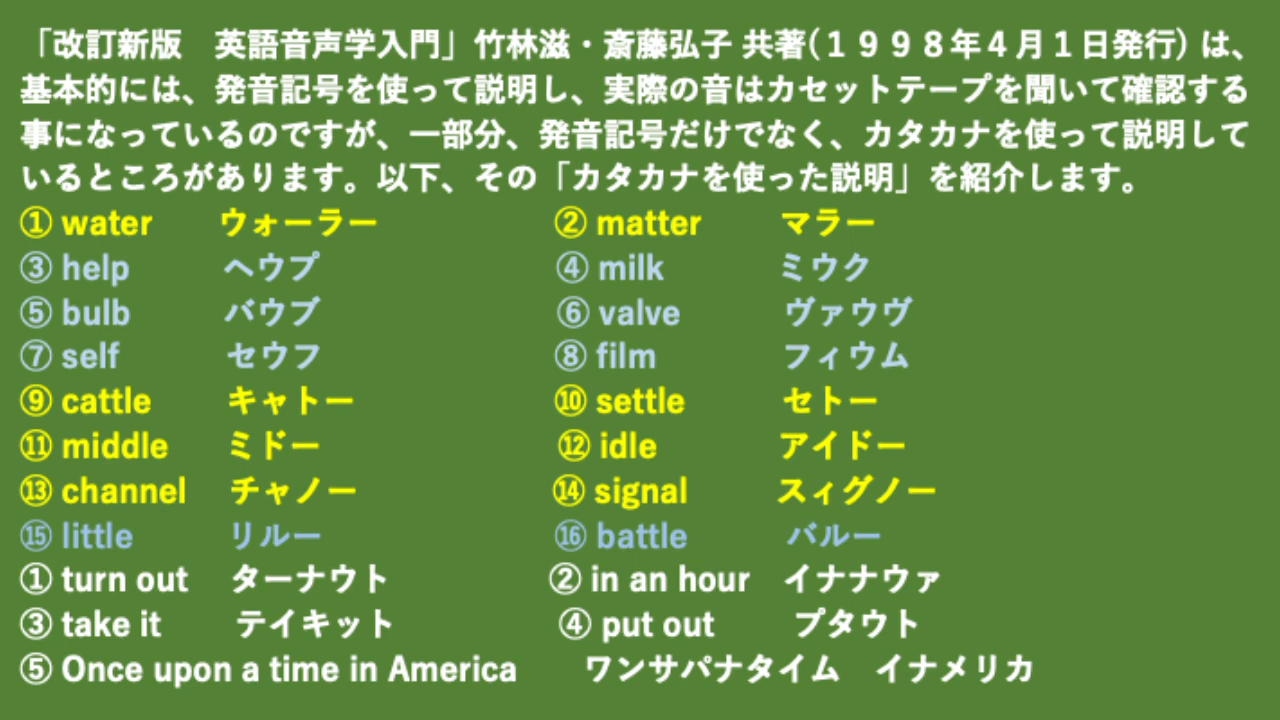 「改訂新版　英語音声学入門」竹林滋・斎藤弘子 共著(１９９８年４月１日発行) は、
基本的には、発音記号を使って説明し、実際の音はカセットテープを聞いて確認する
事になっているのですが、一部分、発音記号だけでなく、カタカナを使って説明して
いるところがあります。以下、その「カタカナを使った説明」を紹介します。
① water　ウォーラー　② matter　マラー
③ help　ヘウプ　④ milk　ミウク
⑤ bulb　バウブ　⑥ valve　ヴァウヴ
⑦ self　セウフ　⑧ film　フィウム
⑨ cattle　キャトー　⑩ settle　セトー
⑪ middle　ミドー　⑫ idle　アイドー
⑬ channel　チャノー　⑭ signal　スィグノー
⑮ little　リルー　⑯ battle　バルー
① turn out　ターナウト　② in an hour　イナナウァ
③ take it　テイキット　④ put out　プタウト
⑤ Once upon a time in America　ワンサパナタイム　イナメリカ